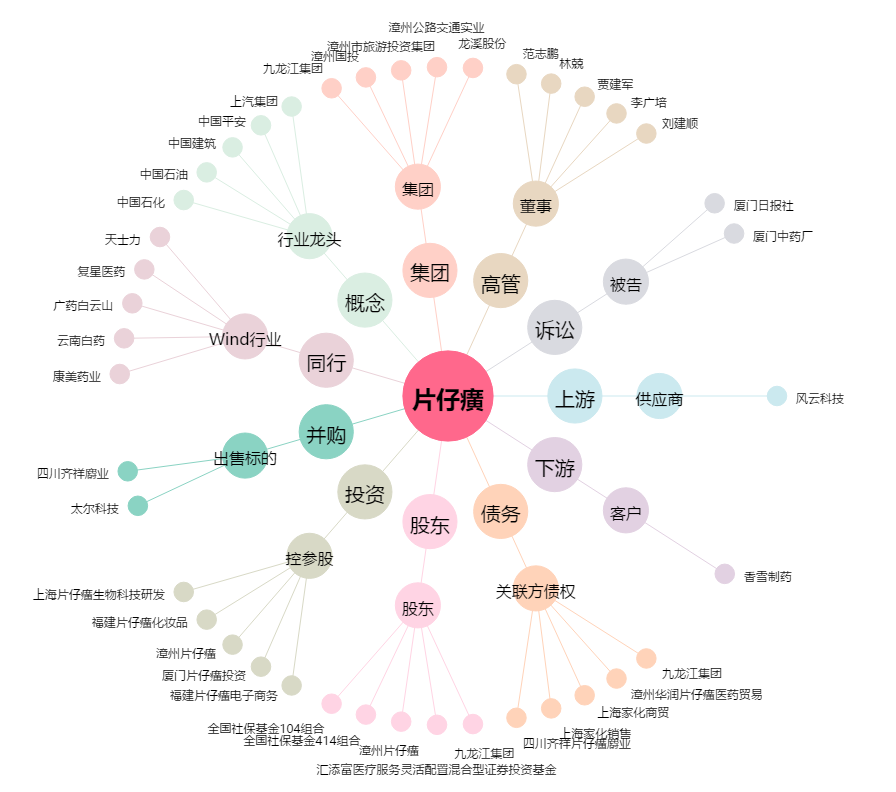 漳州公路交通实业
漳州市旅游投资集团
龙溪股份
漳州国投
九龙江集团
范志鹏
林兢
贾建军
李广培
刘建顺
上汽集团
中国平安
中国建筑
中国石油
中国石化
集团
董事
厦门日报社
厦门中药厂
天士力
行业龙头
集团
高管
被告
复星医药
概念
广药白云山
诉讼
云南白药
Wind行业
同行
康美药业
片仔癀
上游
供应商
风云科技
并购
出售标的
四川齐祥麝业
太尔科技
下游
投资
股东
债务
客户
控参股
香雪制药
上海片仔癀生物科技研发
股东
关联方债权
福建片仔癀化妆品
漳州片仔癀
厦门片仔癀投资
福建片仔癀电子商务
九龙江集团
漳州华润片仔癀医药贸易
上海家化商贸
上海家化销售
四川齐祥片仔癀麝业
全国社保基金104组合
全国社保基金414组合
漳州片仔癀
九龙江集团
汇添富医疗服务灵活配置混合型证券投资基金